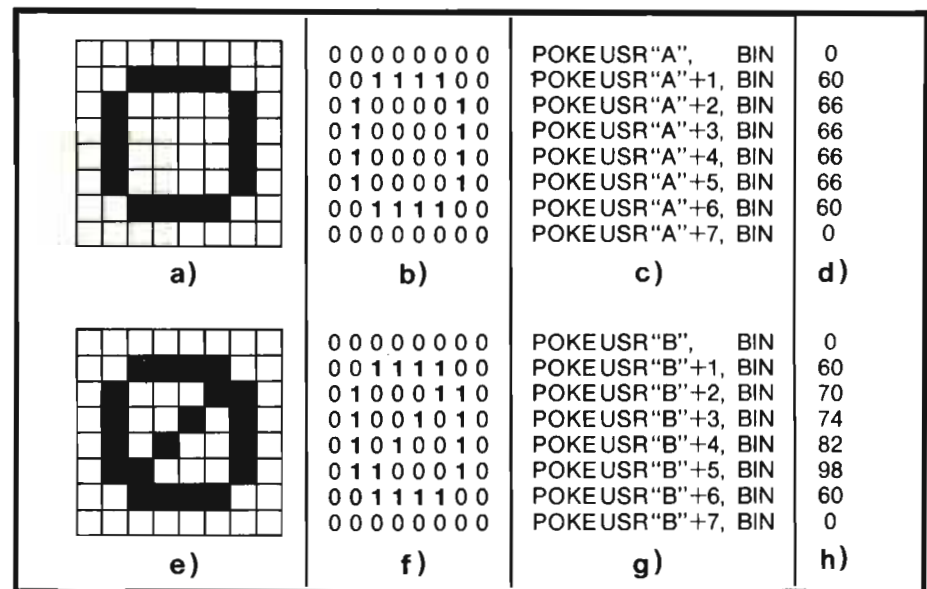 0 0 0 0 0 0 0 0 POKE USR "A", BIN 0
0 0 1 1 1 1 0 0 POKE USR "A"+1, BIN 60
0 1 0 0 0 0 1 0 POKE USR "A"+2, BIN 66
0 1 0 0 0 0 1 0 POKE USR "A"+3, BIN 66
0 1 0 0 0 0 1 0 POKE USR "A"+4, BIN 66
0 1 0 0 0 0 1 0 POKE USR "A"+5, BIN 66
0 0 1 1 1 1 0 0 POKE USR "A"+6, BIN 60
0 0 0 0 0 0 0 0 POKE USR "A"+7, BIN 0
a) b) c) d)
0 0 0 0 0 0 0 0 POKE USR "B", BIN 0
0 0 1 1 1 1 0 0 POKE USR "B"+1, BIN 60
0 1 0 0 0 1 1 0 POKE USR "B"+2, BIN 70
0 1 0 0 1 0 1 0 POKE USR "B"+3, BIN 74
0 1 0 1 0 0 1 0 POKE USR "B"+4, BIN 82
0 1 1 0 0 0 1 0 POKE USR "B"+5, BIN 98
0 0 1 1 1 1 0 0 POKE USR "B"+6, BIN 60
0 0 0 0 0 0 0 0 POKE USR "B"+7, BIN 0
e) f) g) h)